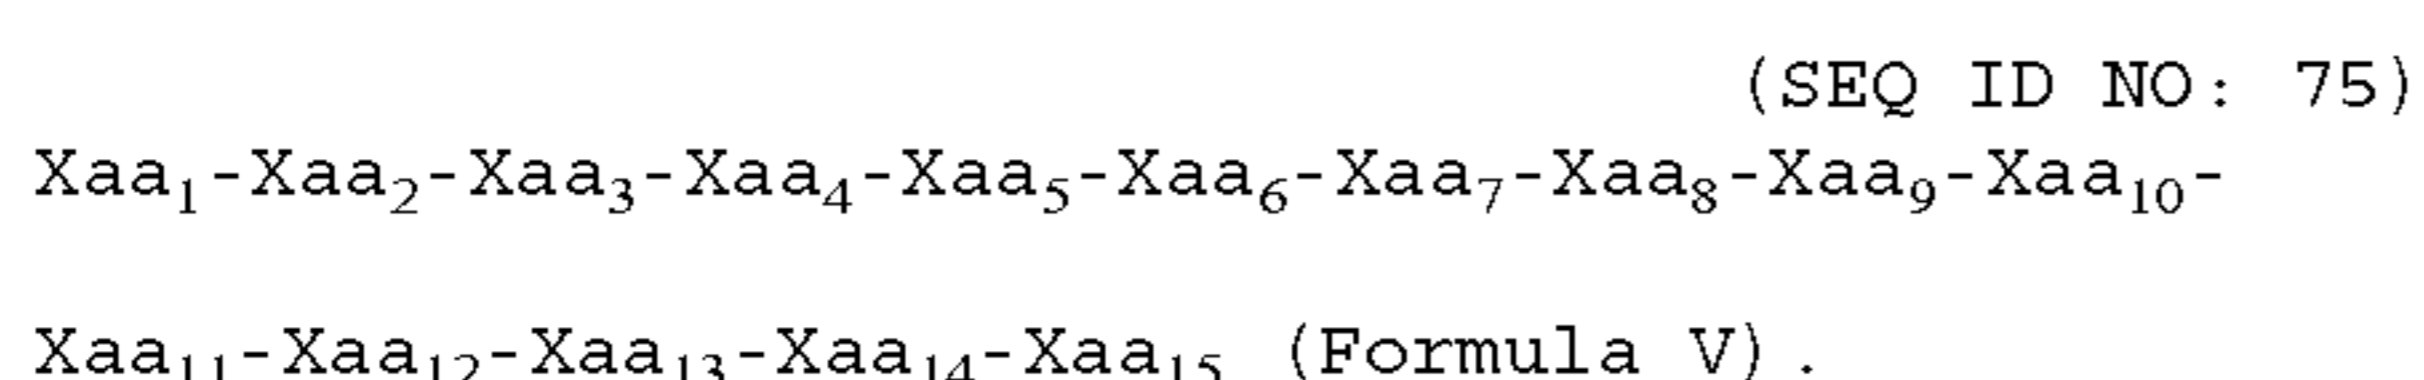 (SEQ ID NO: 75)
Xaa₁-Xaa₂-Xaa₃-Xaa₄-Xaa₅-Xaa₆-Xaa₇-Xaa₈-Xaa₉-Xaa₁₀-
Xaa₁₁-Xaa₁₂-Xaa₁₃-Xaa₁₄-Xaa₁₅ (Formula V).